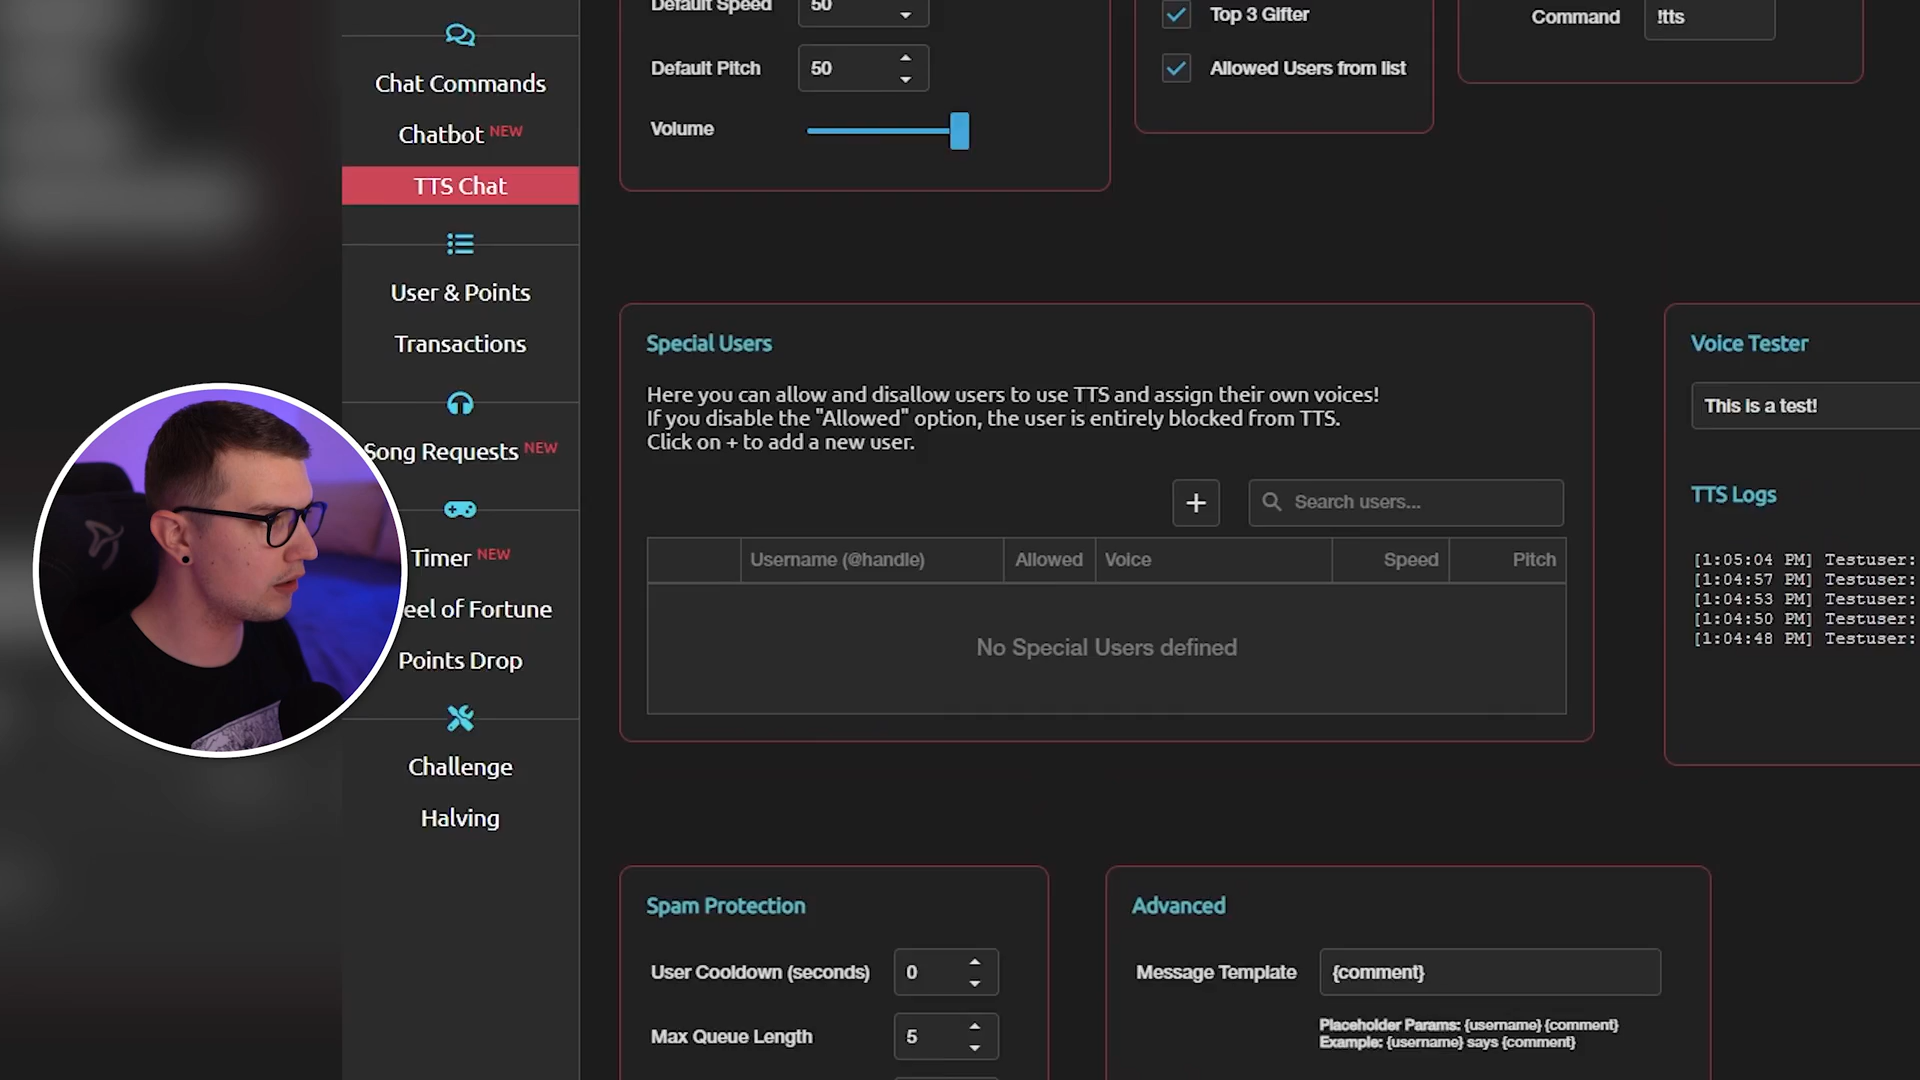 Chat Commands
Chatbot NEW
TTS Chat
User & Points
Transactions
Song Requests NEW
Timer NEW
eel of Fortune
Points Drop
Challenge
Halving
Default Speed 50
Default Pitch 50
Volume
Top 3 Gifter
Allowed Users from list
Command !tts
Special Users
Here you can allow and disallow users to use TTS and assign their own voices!
If you disable the "Allowed" option, the user is entirely blocked from TTS.
Click on + to add a new user.
+ Search users...
Username (@handle) Allowed Voice Speed Pitch
No Special Users defined
Voice Tester
This is a test!
TTS Logs
[1:05:04 PM] Testuser:
[1:04:57 PM] Testuser:
[1:04:53 PM] Testuser:
[1:04:50 PM] Testuser:
[1:04:48 PM] Testuser:
Spam Protection
User Cooldown (seconds) 0
Max Queue Length 5
Advanced
Message Template {comment}
Placeholder Params: {username} {comment}
Example: {username} says {comment}